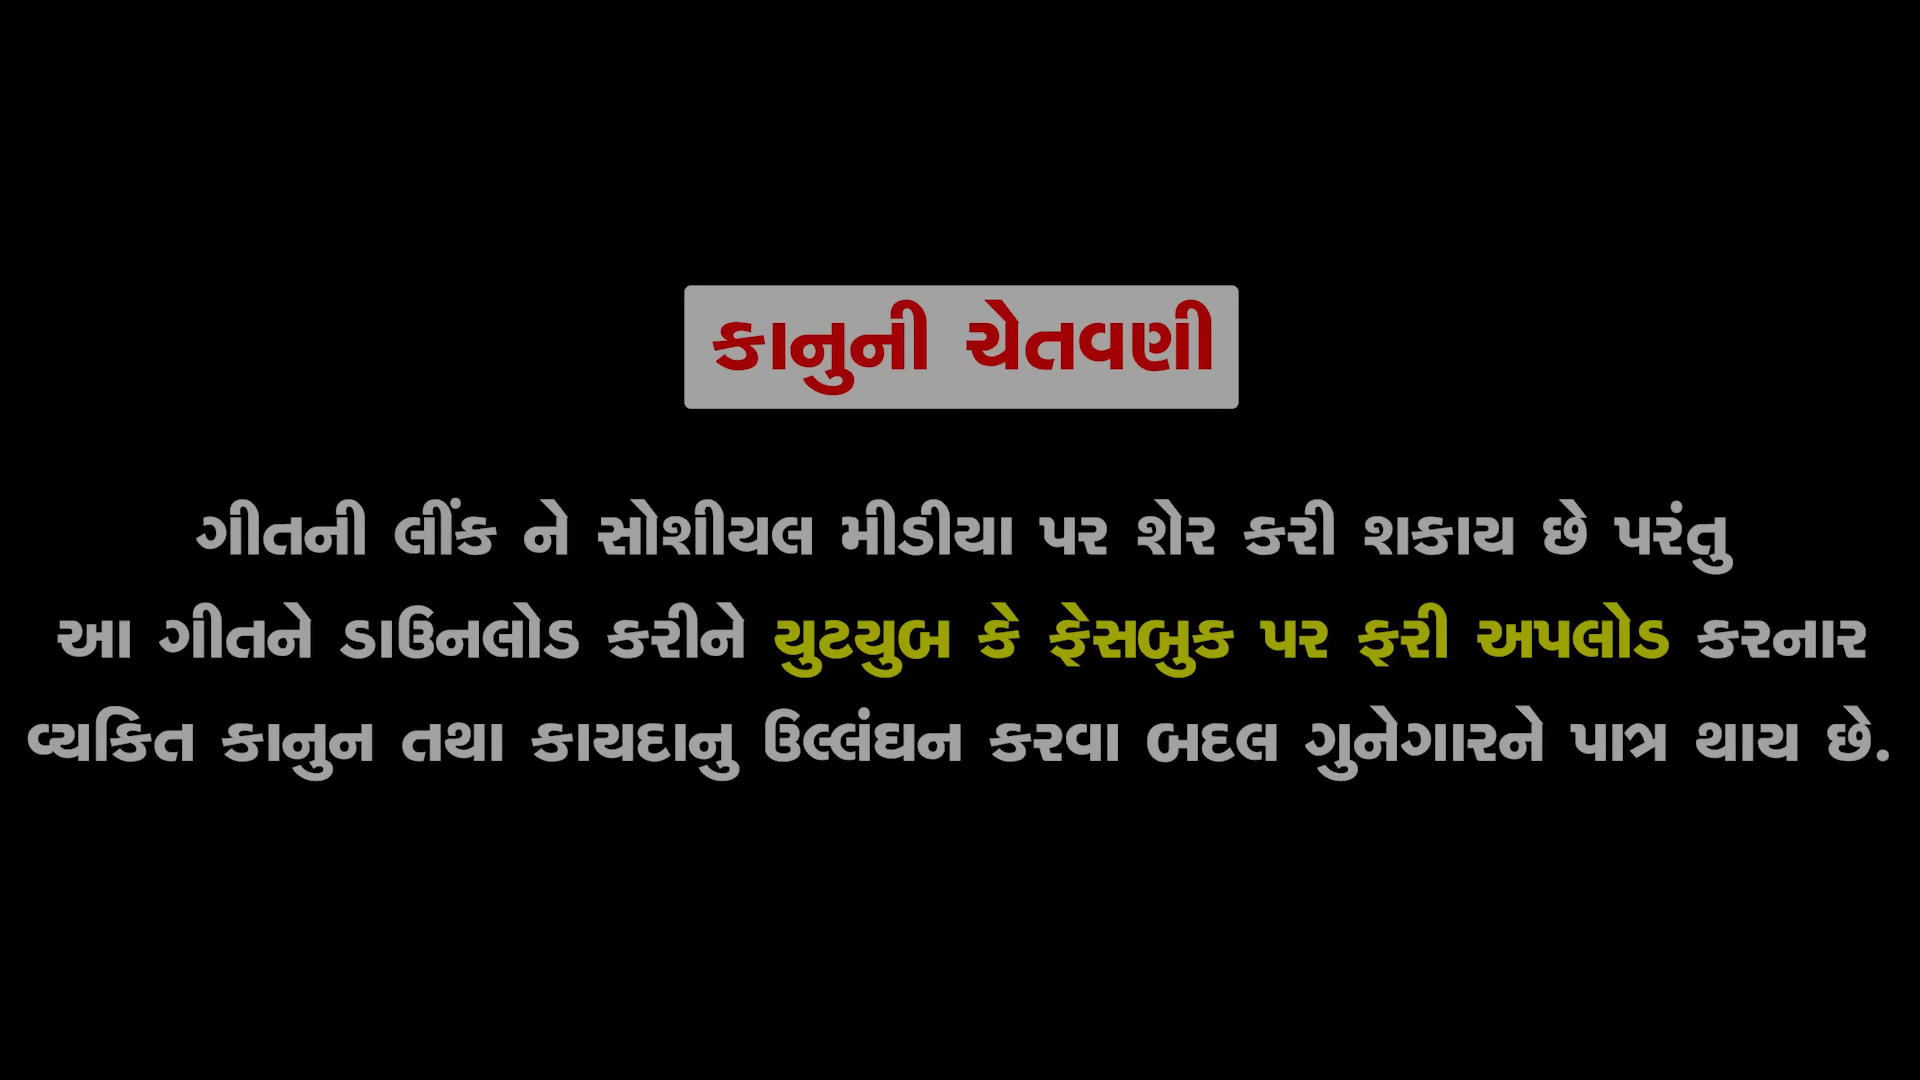 કાનુની ચેતવણી
ગીતની લીંક ને સોશીયલ મીડીયા પર શેર કરી શકાય છે પરંતુ
આ ગીતને ડાઉનલોડ કરીને યુટયુબ કે ફેસબુક પર ફરી અપલોડ કરનાર
વ્યકિત કાનુન તથા કાયદાનુ ઉલ્લંઘન કરવા બદલ ગુનેગારને પાત્ર થાય છે.